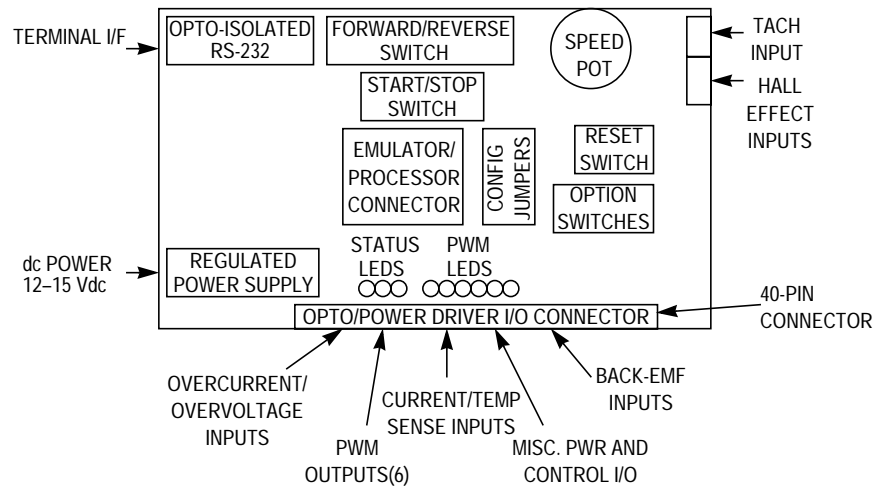 TERMINAL I/F
OPTO-ISOLATED
RS-232
FORWARD/REVERSE
SWITCH
SPEED
POT
TACH
INPUT
START/STOP
SWITCH
HALL
EFFECT
INPUTS
EMULATOR/
PROCESSOR
CONNECTOR
CONFIG
JUMPERS
RESET
SWITCH
OPTION
SWITCHES
dc POWER
12–15 Vdc
REGULATED
POWER SUPPLY
STATUS
LEDS
PWM
LEDS
40-PIN
CONNECTOR
OPTO/POWER DRIVER I/O CONNECTOR
OVERCURRENT/
OVERVOLTAGE
INPUTS
PWM
OUTPUTS(6)
CURRENT/TEMP
SENSE INPUTS
MISC. PWR AND
CONTROL I/O
BACK-EMF
INPUTS